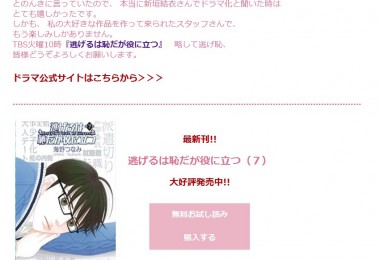 とのんきに言っていたので、 本当に新垣結衣さんでドラマ化と聞いた時は
とても嬉しかったです。
しかも、 私の大好きな作品を作って来られたスタッフさんで、
もう楽しみしかありません。
TBS火曜10時『逃げるは恥だが役に立つ』 略して逃げ恥、
皆様どうぞよろしくお願いします。
ドラマ公式サイトはこちらから>>>
最新刊!!
逃げるは恥だが役に立つ（7）
大好評発売中!!
無料お試し読み
購入する
逃げるは
恥だが役に立つ
7
海野つなみ
派遣切り